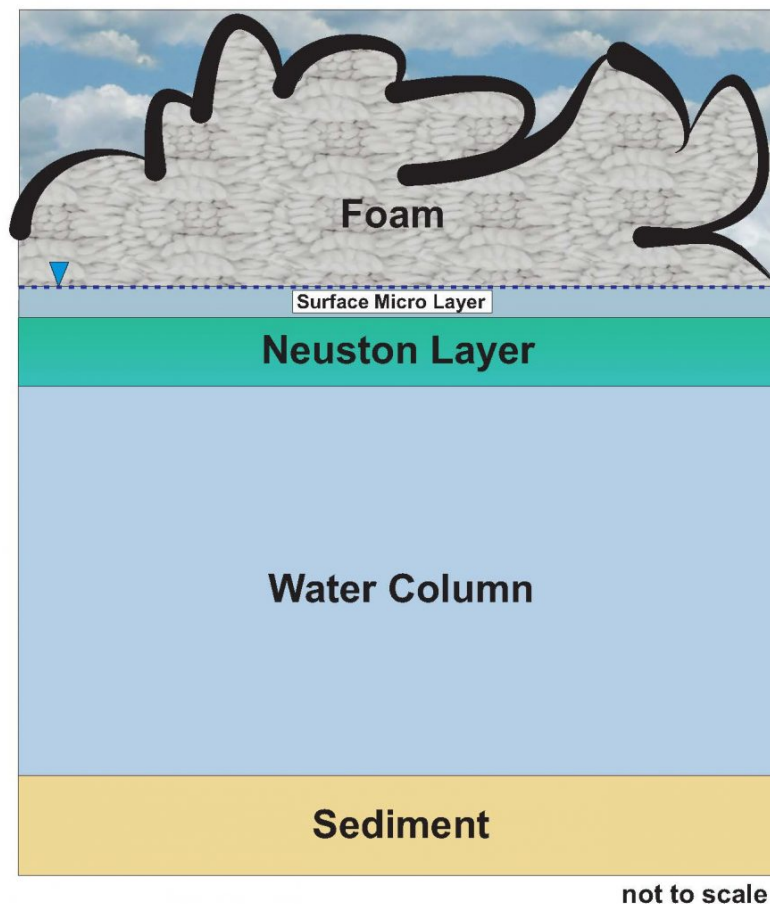 Foam
Surface Micro Layer
Neuston Layer
Water Column
Sediment
not to scale